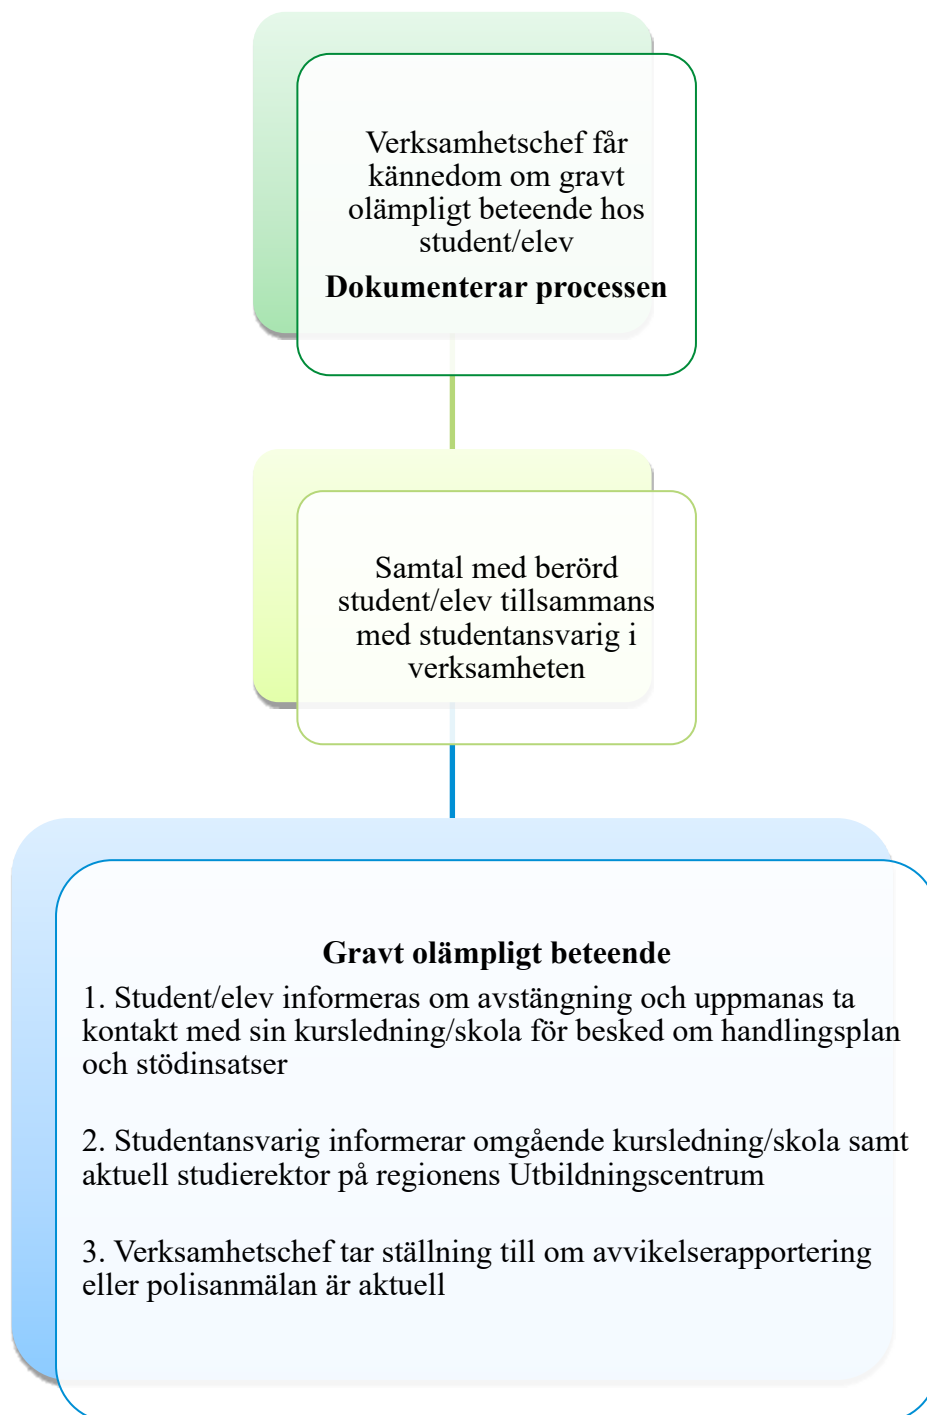 Verksamhetschef får
kännedom om gravt
olämpligt beteende hos
student/elev
Dokumenterar processen
Samtal med berörd
student/elev tillsammans
med studentansvarig i
verksamheten
Gravt olämpligt beteende
1. Student/elev informeras om avstängning och uppmanas ta
kontakt med sin kursledning/skola för besked om handlingsplan
och stödinsatser
2. Studentansvarig informerar omgående kursledning/skola samt
aktuell studierektor på regionens Utbildningscentrum
3. Verksamhetschef tar ställning till om avvikelserapportering
eller polisanmälan är aktuell